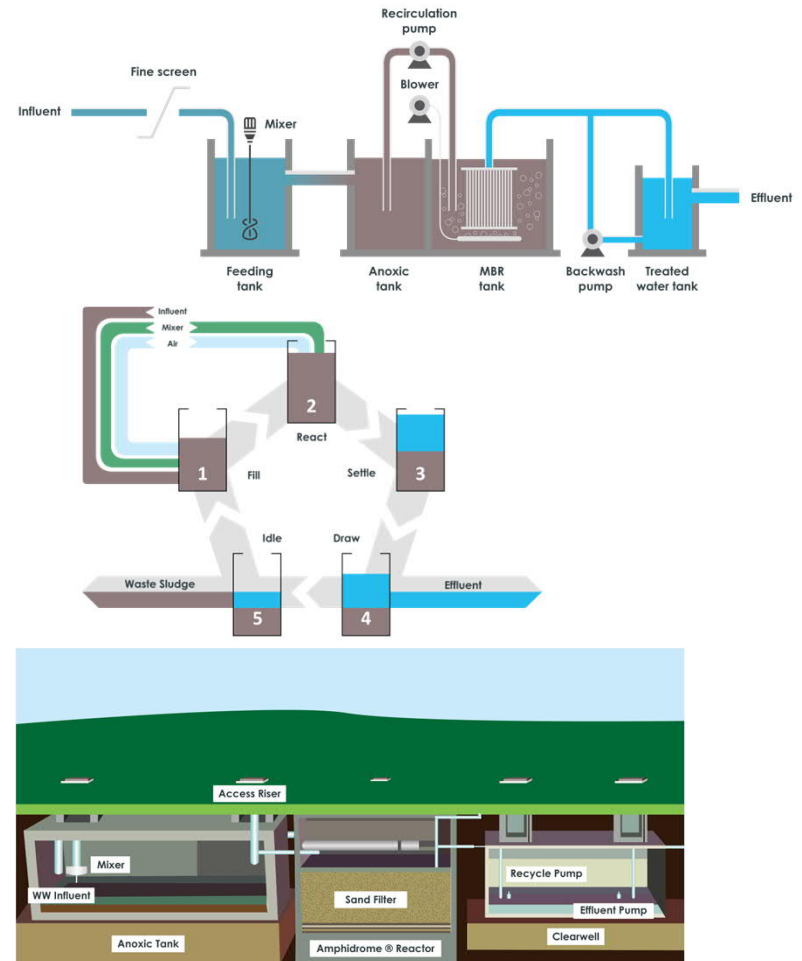 Recirculation
pump
Fine screen
Blower
Influent
Mixer
Effluent
Feeding
tank
Anoxic
tank
MBR
tank
Backwash
pump
Treated
water tank
Influent
Mixer
Air
2
React
1
Fill
Settle
3
Idle
Draw
Waste Sludge
Effluent
5
4
Access Riser
Mixer
WW Influent
Recycle Pump
Sand Filter
Effluent Pump
Anoxic Tank
Amphidrome ® Reactor
Clearwell